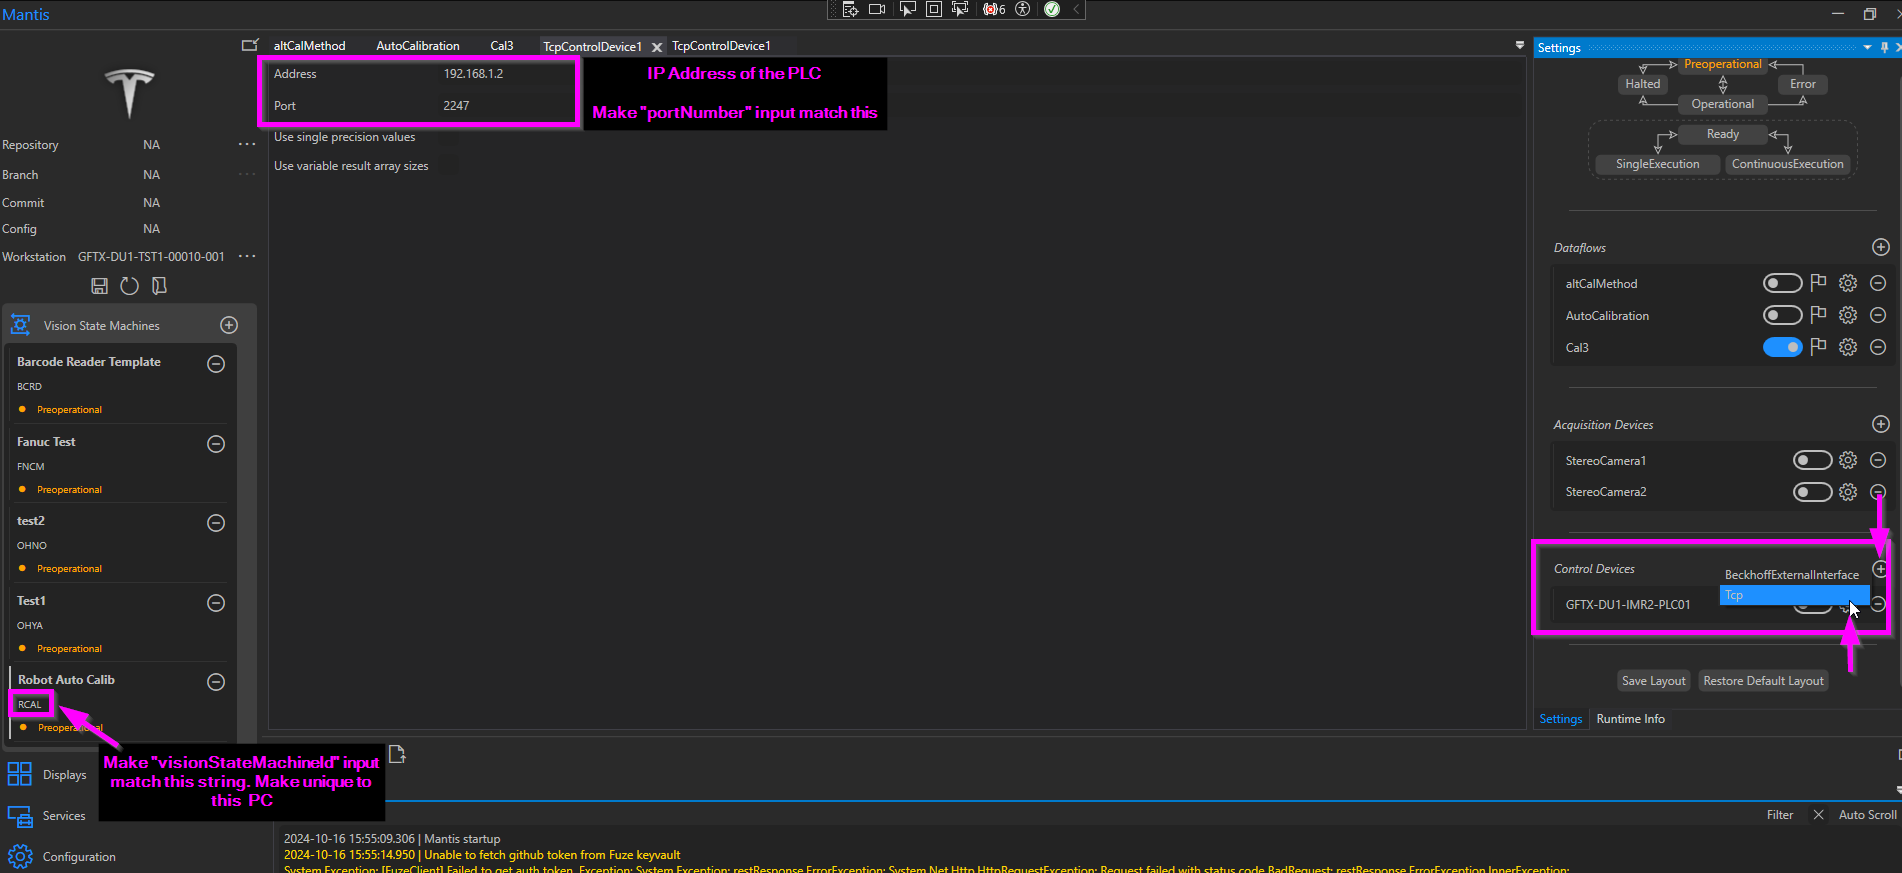 Mantis
6
altCalMethod
AutoCalibration
Cal3
TcpControlDevice1
TcpControlDevice1
Address 192.168.1.2
Port 2247
Use single precision values
Use variable result array sizes
IP Address of the PLC
Make "portNumber" input match this
Repository NA
Branch NA
Commit NA
Config NA
Workstation GFTX-DU1-TST1-00010-001
Vision State Machines
Barcode Reader Template
BCRD
Preoperational
Fanuc Test
FNCM
Preoperational
test2
OHNO
Preoperational
Test1
OHYA
Preoperational
Robot Auto Calib
RCAL
Preoperational
Make "visionStateMachineId" input
match this string. Make unique to
this PC
Displays
Services
Configuration
Settings
Preoperational
Halted
Error
Operational
Ready
SingleExecution
ContinuousExecution
Dataflows
altCalMethod
AutoCalibration
Cal3
Acquisition Devices
StereoCamera1
StereoCamera2
Control Devices
BeckhoffExternalInterface
Tcp
GFTX-DU1-IMR2-PLC01
Save Layout
Restore Default Layout
Settings
Runtime Info
Filter
Auto Scroll
2024-10-16 15:55:09.306 | Mantis startup
2024-10-16 15:55:14.950 | Unable to fetch github token from Fuze keyvault
System.Exception: [FuzeClient] Failed to get auth token. Exception: System.Exception: restResponse.ErrorException: System.Net.Http.HttpRequestException: Request failed with status code BadRequest; restResponse.ErrorException.InnerException: